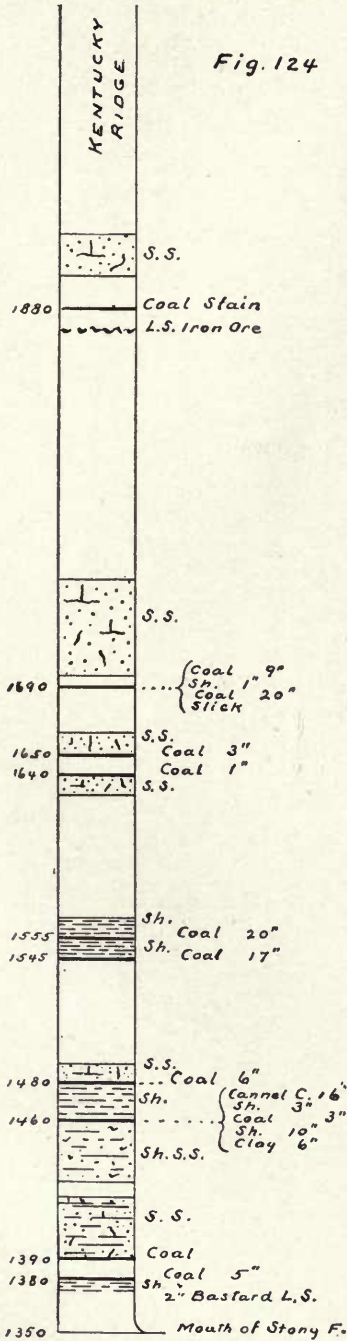 KENTUCKY
RIDGE
Fig. 124
S.S.
1880 Coal Stain
L.S. Iron Ore
S.S.
Coal 9"
1690 Sh. 1"
Coal 20"
Slick
S.S.
1650 Coal 3"
1640 Coal 1"
S.S.
Sh.
1555 Coal 20"
Sh.
1545 Coal 17"
S.S.
1480 Coal 6"
Sh.
Cannel C. 16"
Sh. 3"
1460 Coal 3"
Sh. 10"
Clay 6"
Sh. S.S.
S.S.
1390 Coal
1380 Coal 5"
Sh.
2" Bastard L.S.
1350 Mouth of Stony F.